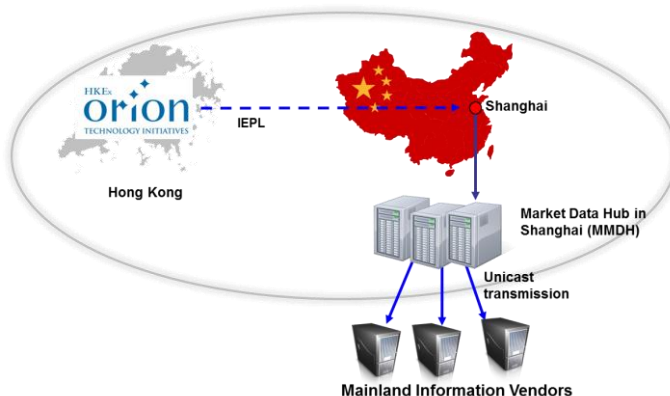 HKEx
orion
TECHNOLOGY INITIATIVES
IEPL
Shanghai
Hong Kong
Market Data Hub in
Shanghai (MMDH)
Unicast
transmission
Mainland Information Vendors